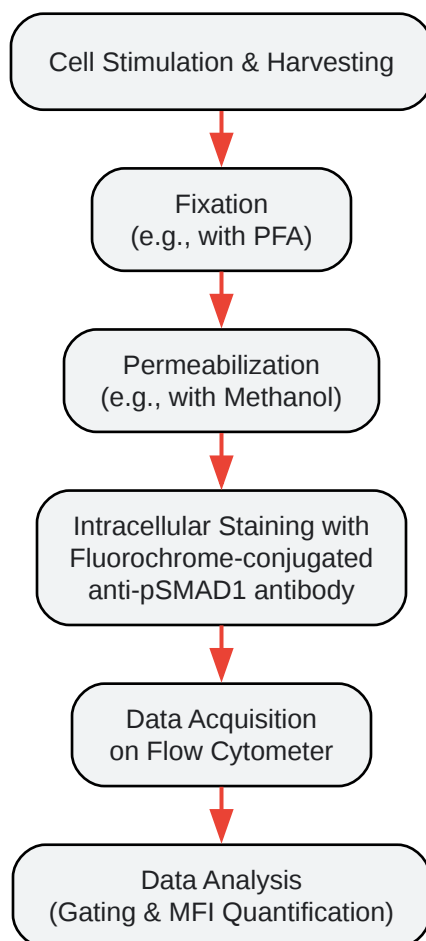 Cell Stimulation & Harvesting
Fixation
(e.g., with PFA)
Permeabilization
(e.g., with Methanol)
Intracellular Staining with
Fluorochrome-conjugated
anti-pSMAD1 antibody
Data Acquisition
on Flow Cytometer
Data Analysis
(Gating & MFI Quantification)